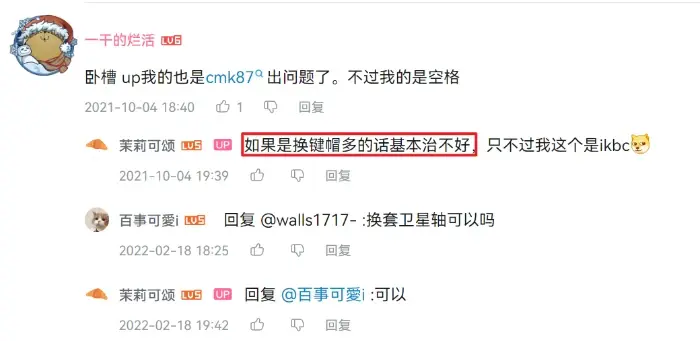 一干的烂活 LV6
卧槽 up我的也是cmk87 出问题了。不过我的是空格
2021-10-04 18:40 1 回复
茉莉可颂 LV5 UP 如果是换键帽多的话基本治不好，只不过我这个是ikbc
2021-10-04 19:39 回复
百事可愛i LV5 回复 @walls1717- :换套卫星轴可以吗
2022-02-18 18:25 回复
茉莉可颂 LV5 UP 回复 @百事可愛i :可以
2022-02-18 19:42 回复